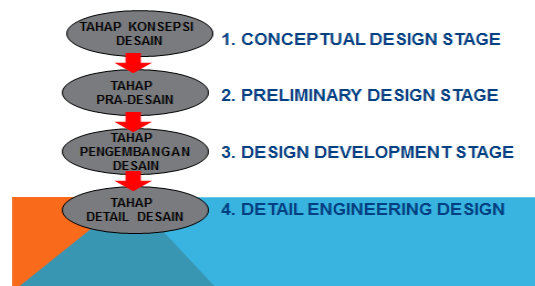 TAHAP KONSEPSI
DESAIN
1. CONCEPTUAL DESIGN STAGE
TAHAP
PRA-DESAIN
2. PRELIMINARY DESIGN STAGE
TAHAP
PENGEMBANGAN
DESAIN
3. DESIGN DEVELOPMENT STAGE
TAHAP
DETAIL DESAIN
4. DETAIL ENGINEERING DESIGN